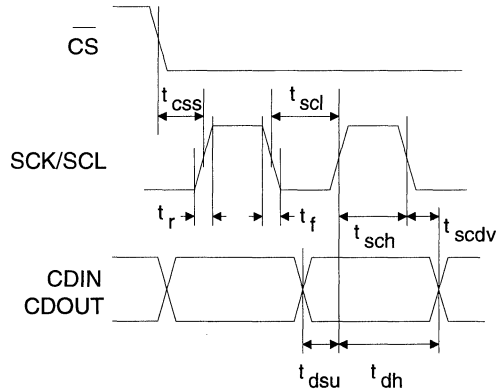 CS
t css
t scl
SCK/SCL
t r
t f
t sch
t scdv
CDIN
CDOUT
t dsu
t dh